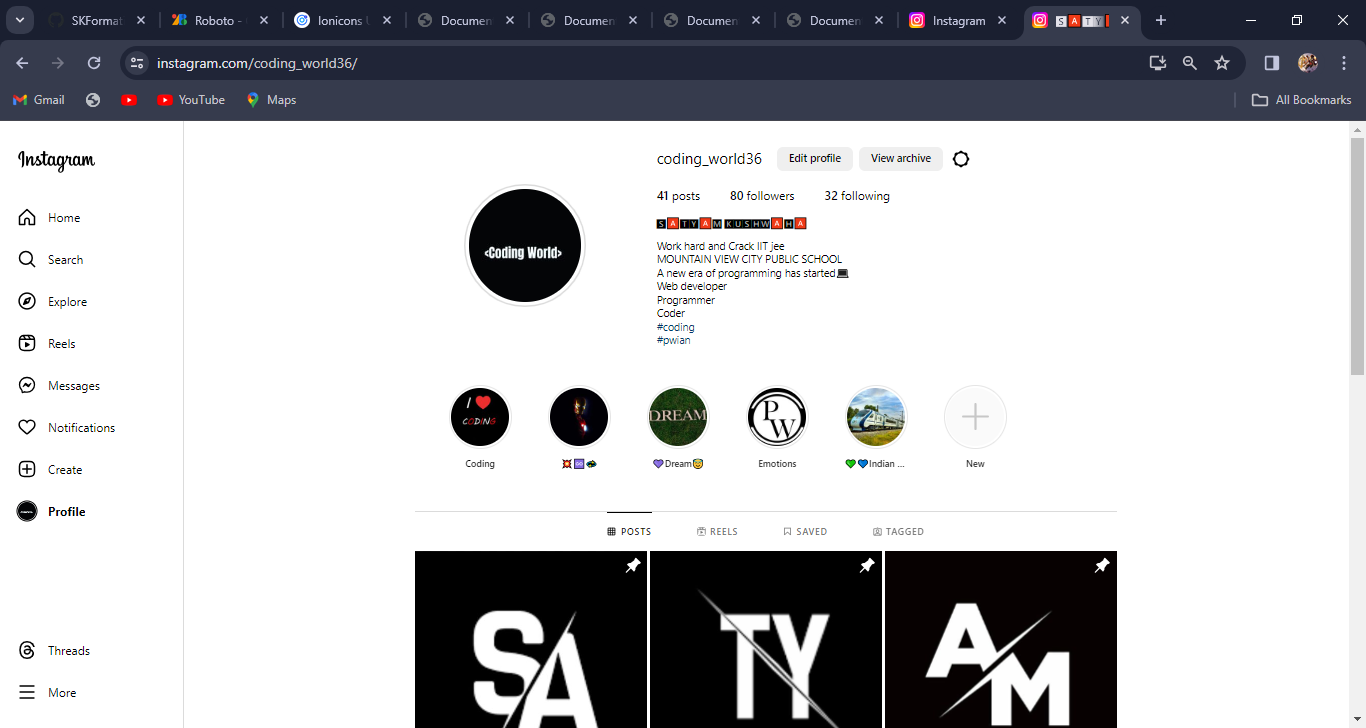 SKFormat
Roboto -
Ionicons
Documen
Documen
Documen
Documen
Instagram
SATY
instagram.com/coding_world36/
Gmail
YouTube
Maps
All Bookmarks
Instagram
Home
Search
Explore
Reels
Messages
Notifications
Create
Profile
Threads
More
coding_world36
Edit profile
View archive
41 posts
80 followers
32 following
<Coding World>
SATYAM KUSHWAHA
Work hard and Crack IIT jee
MOUNTAIN VIEW CITY PUBLIC SCHOOL
A new era of programming has started💻
Web developer
Programmer
Coder
#coding
#pwian
I ❤ CODING
DREAM
PW
Coding
💥♾️🐲
💜Dream😇
Emotions
💚💙Indian ...
New
POSTS
REELS
SAVED
TAGGED
SA
TY
AM